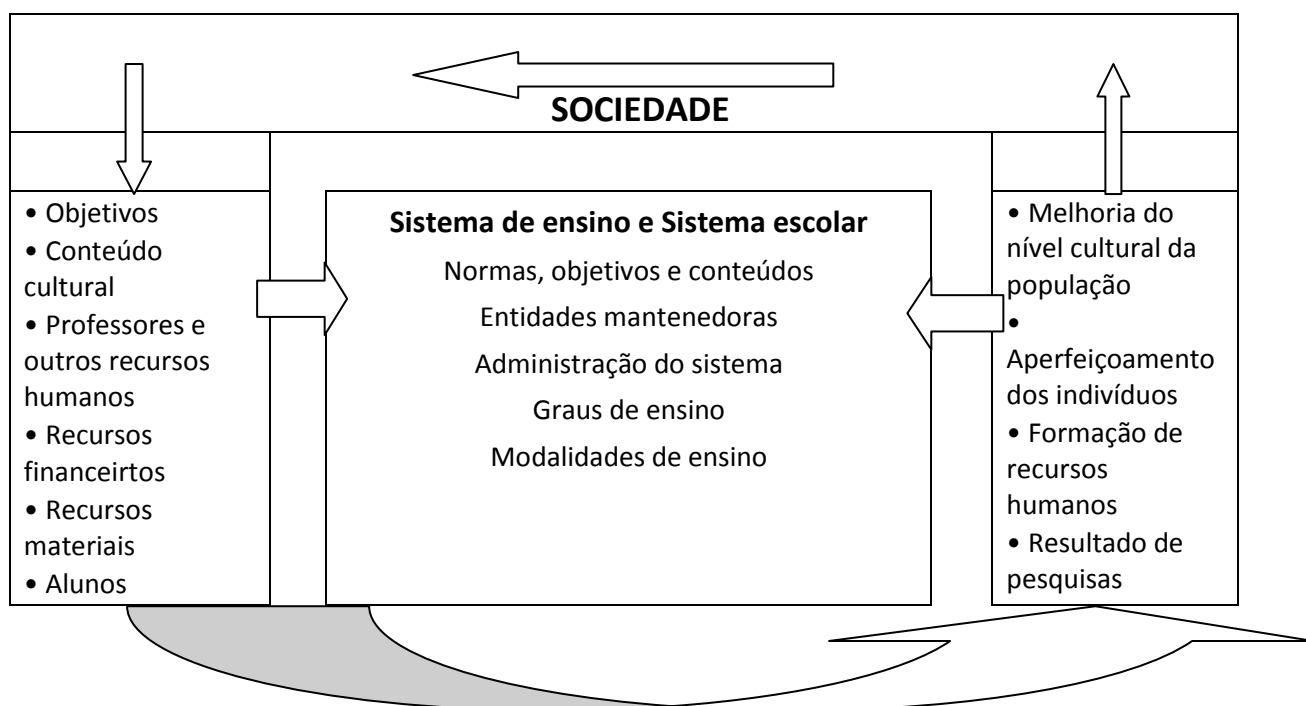 SOCIEDADE
• Objetivos
• Conteúdo
cultural
• Professores e
outros recursos
humanos
• Recursos
financeirtos
• Recursos
materiais
• Alunos
Sistema de ensino e Sistema escolar
Normas, objetivos e conteúdos
Entidades mantenedoras
Administração do sistema
Graus de ensino
Modalidades de ensino
• Melhoria do
nível cultural da
população
•
Aperfeiçoamento
dos indivíduos
• Formação de
recursos
humanos
• Resultado de
pesquisas